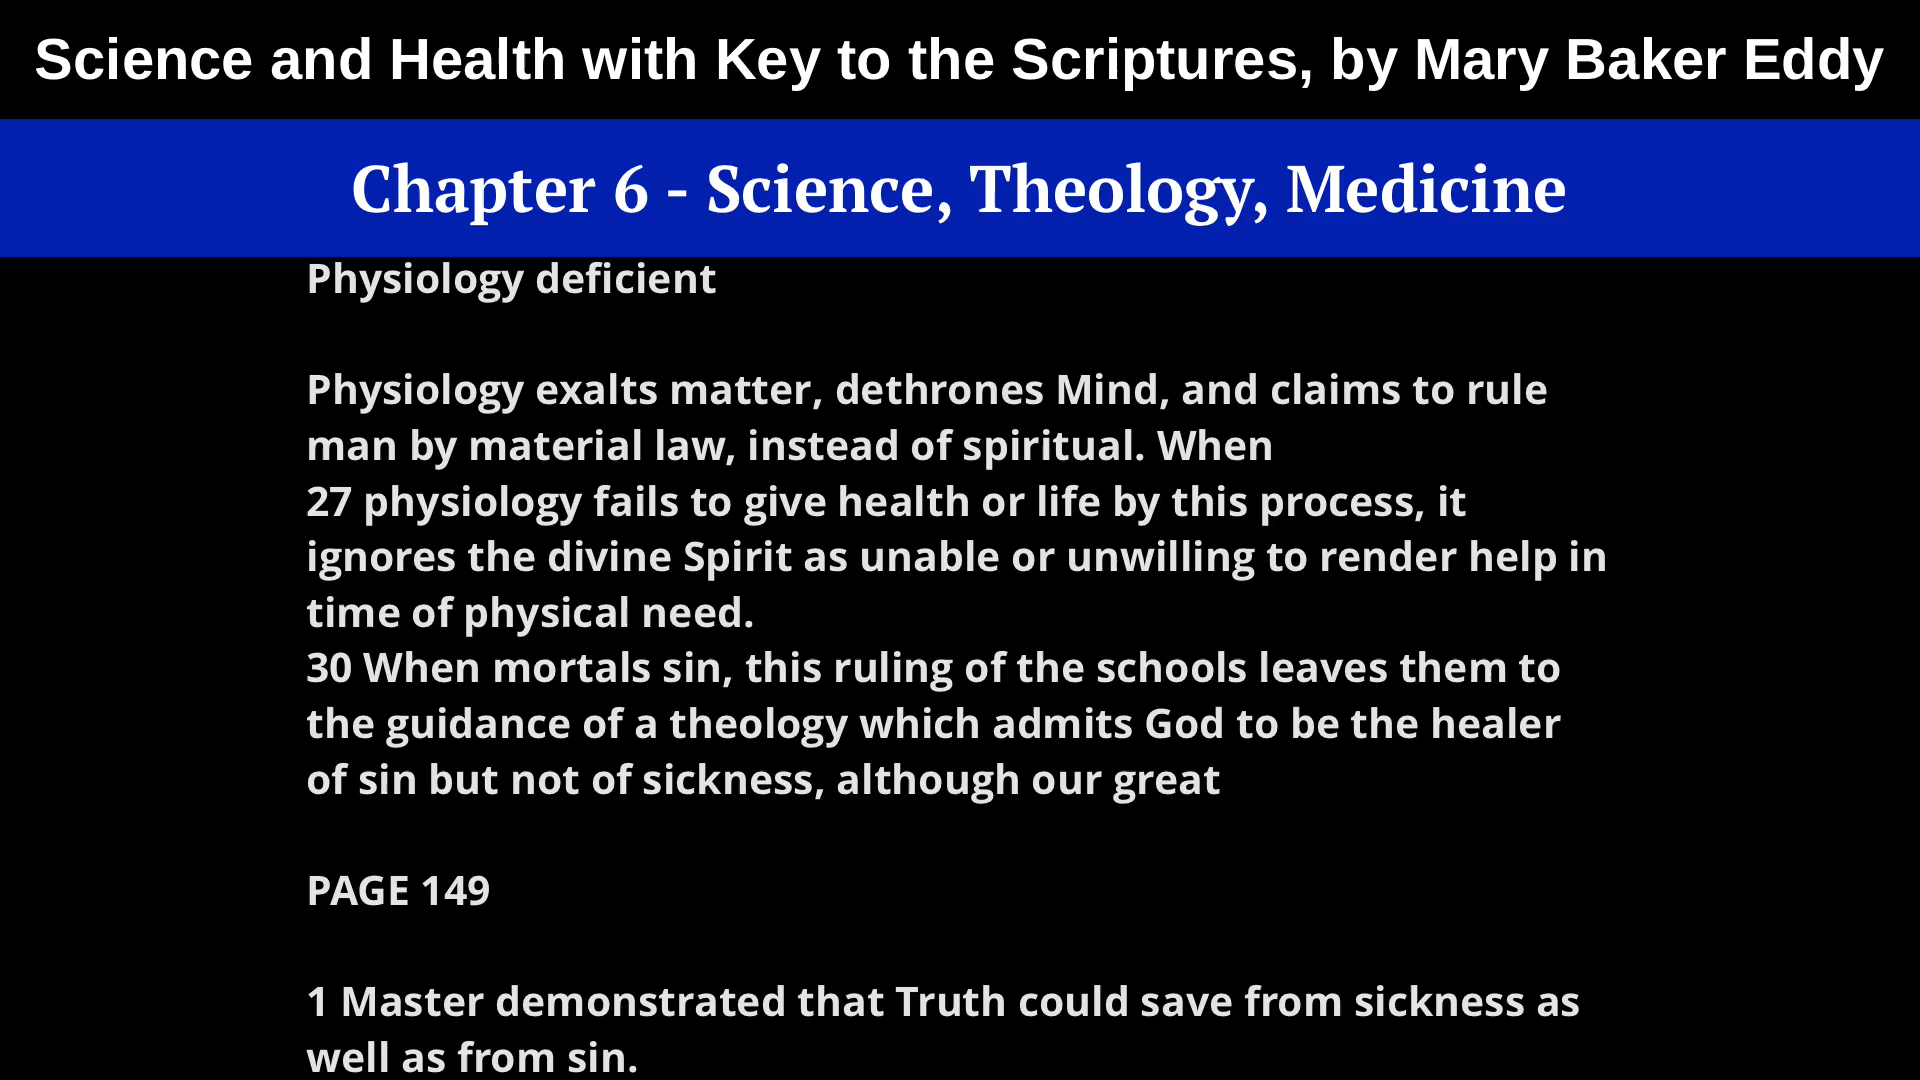 Science and Health with Key to the Scriptures, by Mary Baker Eddy
Chapter 6 - Science, Theology, Medicine
Physiology deficient
Physiology exalts matter, dethrones Mind, and claims to rule
man by material law, instead of spiritual. When
27 physiology fails to give health or life by this process, it
ignores the divine Spirit as unable or unwilling to render help in
time of physical need.
30 When mortals sin, this ruling of the schools leaves them to
the guidance of a theology which admits God to be the healer
of sin but not of sickness, although our great
PAGE 149
1 Master demonstrated that Truth could save from sickness as
well as from sin.